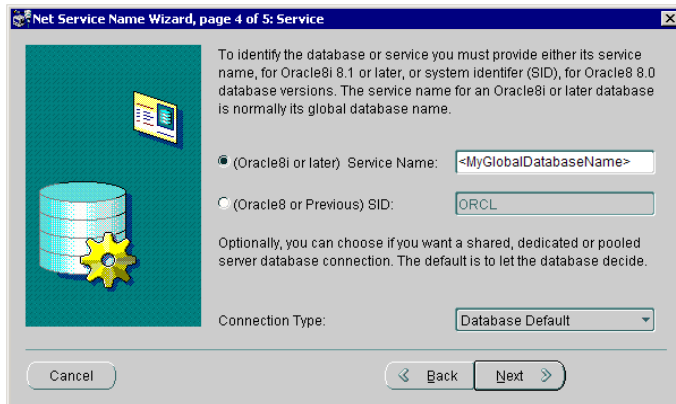 Net Service Name Wizard, page 4 of 5: Service
To identify the database or service you must provide either its service
name, for Oracle8i 8.1 or later, or system identifer (SID), for Oracle8 8.0
database versions. The service name for an Oracle8i or later database
is normally its global database name.
(Oracle8i or later) Service Name: <MyGlobalDatabaseName>
(Oracle8 or Previous) SID: ORCL
Optionally, you can choose if you want a shared, dedicated or pooled
server database connection. The default is to let the database decide.
Connection Type: Database Default
Cancel Back Next